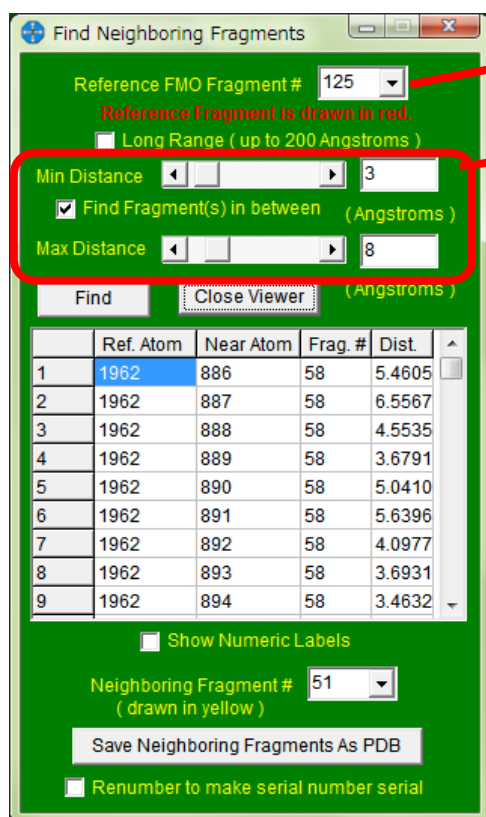 Find Neighboring Fragments
Reference FMO Fragment # 125
Reference Fragment is drawn in red.
Long Range ( up to 200 Angstroms )
Min Distance 3
Find Fragment(s) in between ( Angstroms )
Max Distance 8
Find Close Viewer ( Angstroms )
Ref. Atom Near Atom Frag. # Dist.
1 1962 886 58 5.4605
2 1962 887 58 6.5567
3 1962 888 58 4.5535
4 1962 889 58 3.6791
5 1962 890 58 5.0410
6 1962 891 58 5.6396
7 1962 892 58 4.0977
8 1962 893 58 3.6931
9 1962 894 58 3.4632
Show Numeric Labels
Neighboring Fragment # 51
( drawn in yellow )
Save Neighboring Fragments As PDB
Renumber to make serial number serial